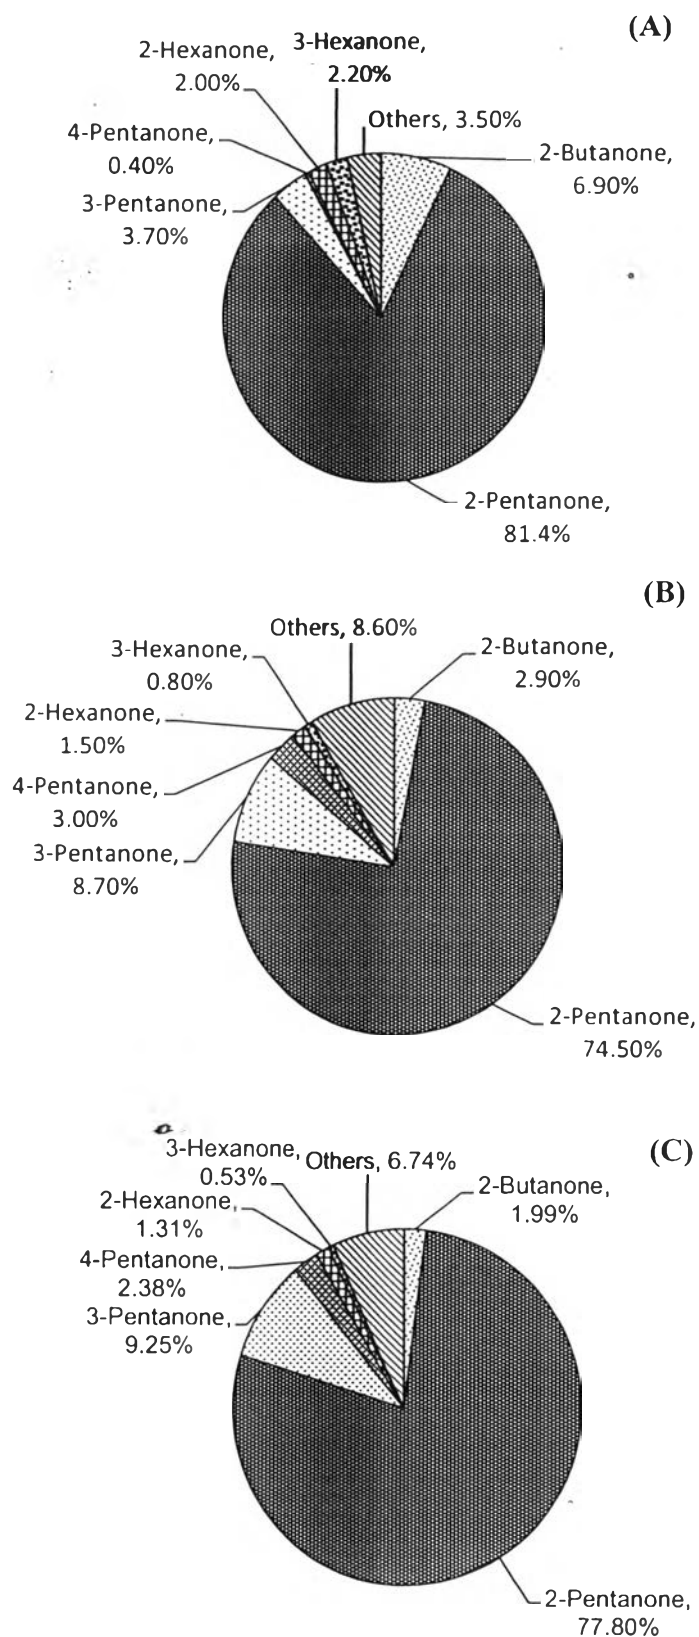 (A)
3-Hexanone,
2.20%
2-Hexanone,
2.00%
Others, 3.50%
4-Pentanone,
0.40%
2-Butanone,
6.90%
3-Pentanone,
3.70%
2-Pentanone,
81.4%
(B)
Others, 8.60%
3-Hexanone,
0.80%
2-Butanone,
2.90%
2-Hexanone,
1.50%
4-Pentanone,
3.00%
3-Pentanone,
8.70%
2-Pentanone,
74.50%
(C)
3-Hexanone,
0.53%
Others, 6.74%
2-Butanone,
1.99%
2-Hexanone,
1.31%
4-Pentanone,
2.38%
3-Pentanone,
9.25%
2-Pentanone,
77.80%